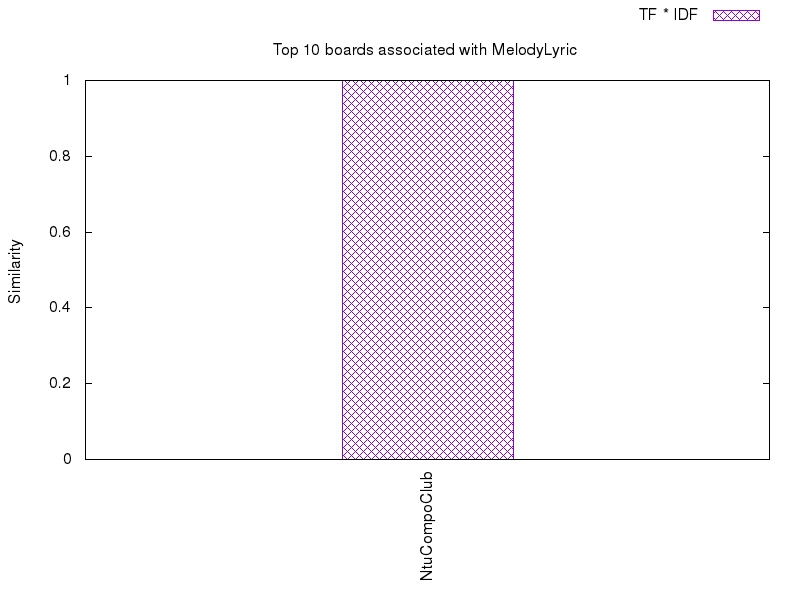 TF * IDF
Top 10 boards associated with MelodyLyric
1
0.8
0.6
0.4
0.2
0
Similarity
NtuCompoClub